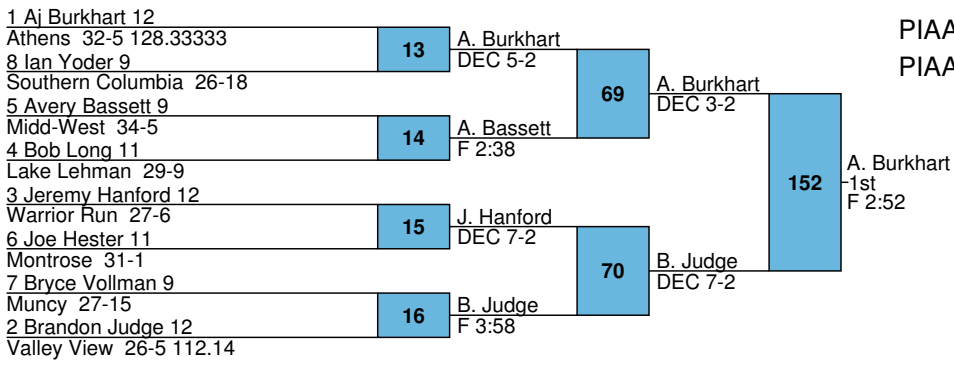 1 Aj Burkhart 12
Athens 32-5 128.33333
8 Ian Yoder 9
Southern Columbia 26-18
5 Avery Bassett 9
Midd-West 34-5
4 Bob Long 11
Lake Lehman 29-9
3 Jeremy Hanford 12
Warrior Run 27-6
6 Joe Hester 11
Montrose 31-1
7 Bryce Vollman 9
Muncy 27-15
2 Brandon Judge 12
Valley View 26-5 112.14
13
14
15
16
A. Burkhart
DEC 5-2
A. Bassett
F 2:38
J. Hanford
DEC 7-2
B. Judge
F 3:58
69
70
A. Burkhart
DEC 3-2
B. Judge
DEC 7-2
152
A. Burkhart
1st
F 2:52
PIAA
PIAA